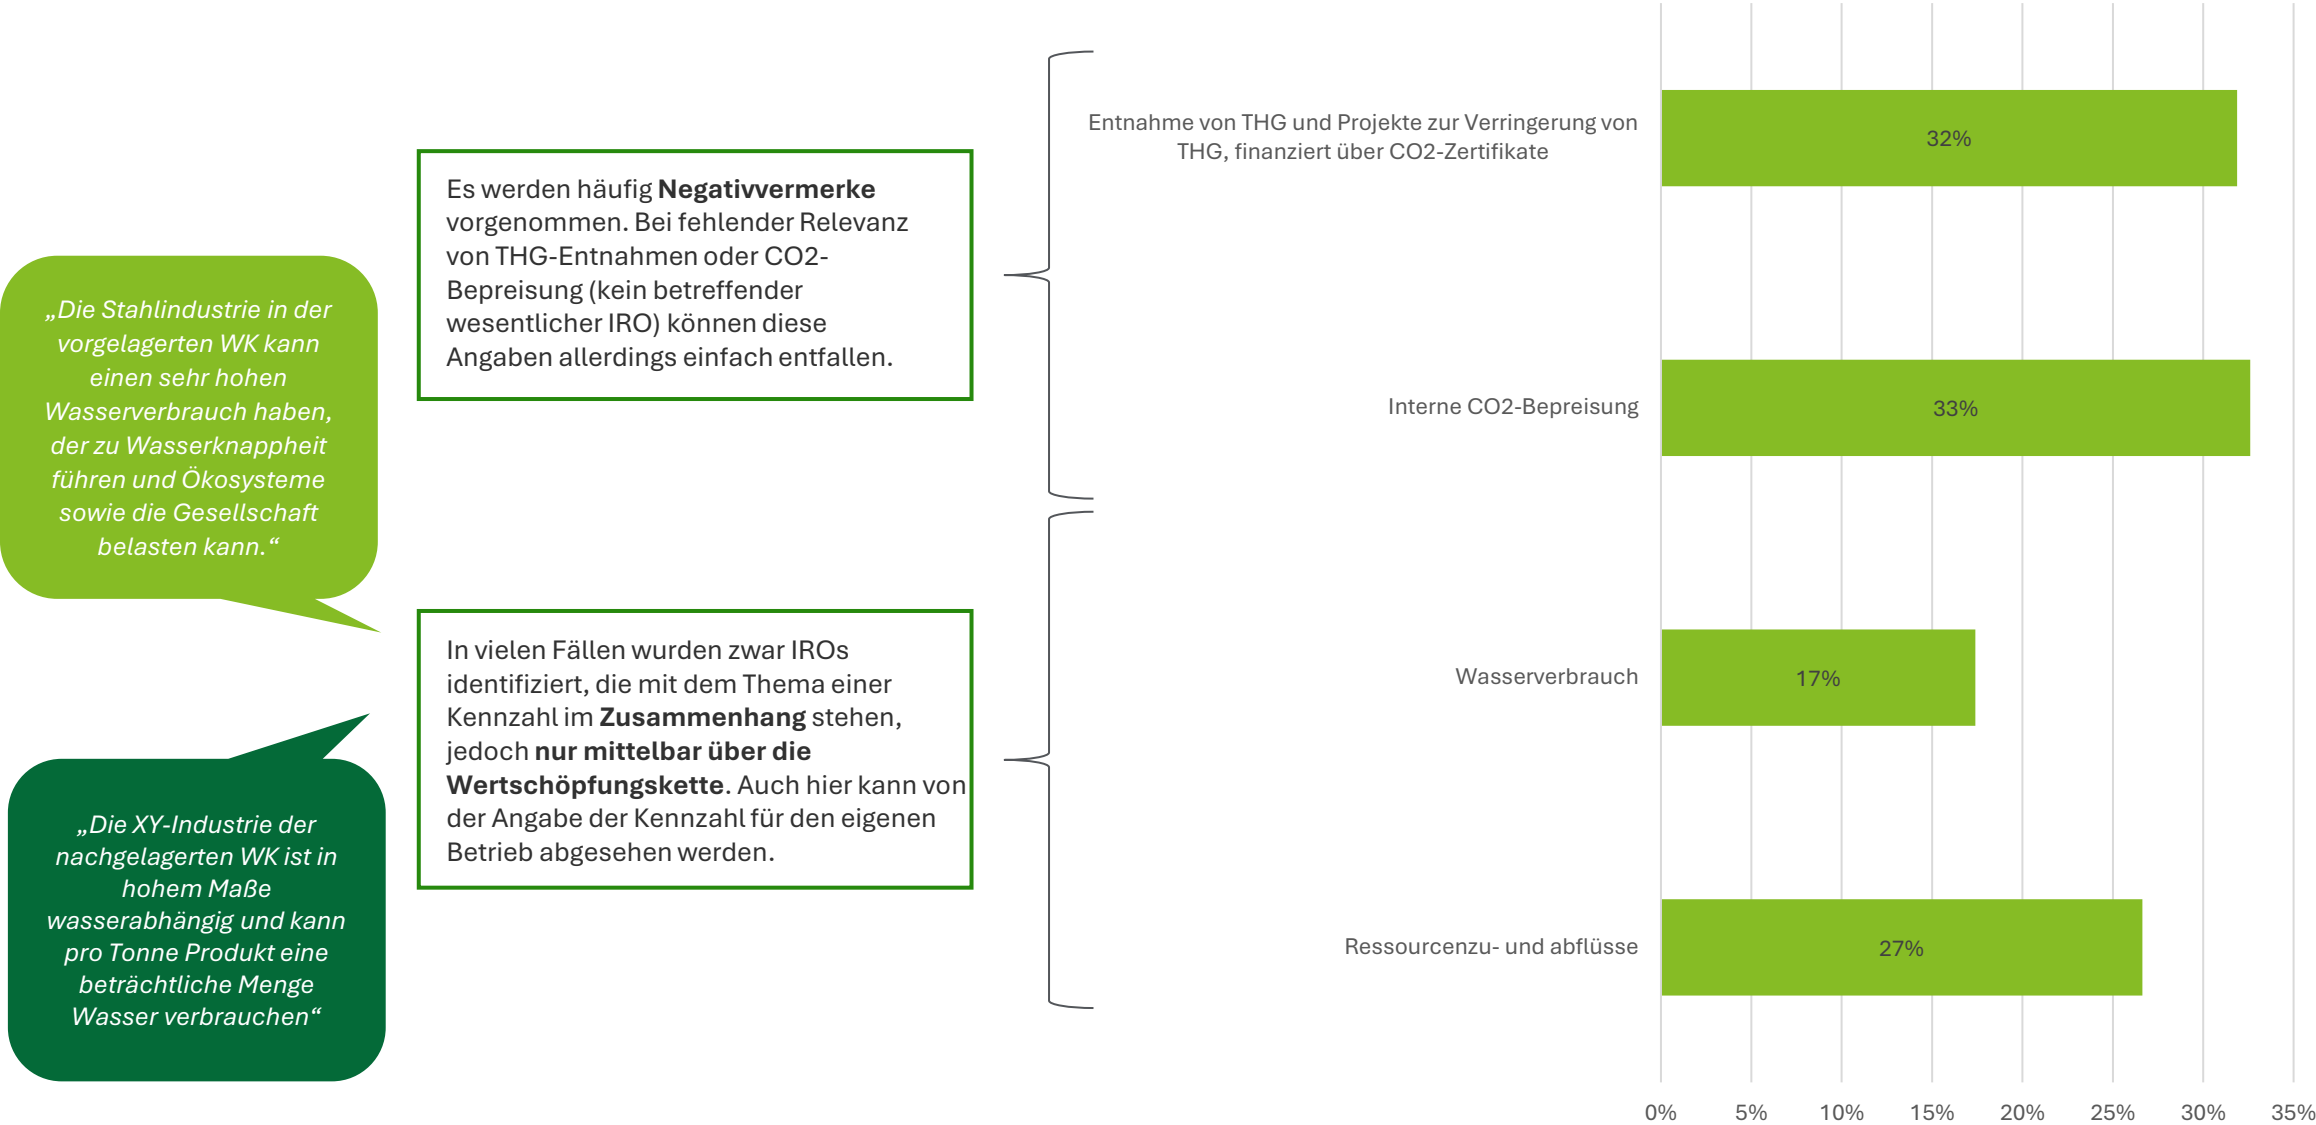 „Die Stahlindustrie in der
vorgelagerten WK kann
einen sehr hohen
Wasserverbrauch haben,
der zu Wasserknappheit
führen und Ökosysteme
sowie die Gesellschaft
belasten kann.“
„Die XY-Industrie der
nachgelagerten WK ist in
hohem Maße
wasserabhängig und kann
pro Tonne Produkt eine
beträchtliche Menge
Wasser verbrauchen“
Es werden häufig Negativvermerke
vorgenommen. Bei fehlender Relevanz
von THG-Entnahmen oder CO2-
Bepreisung (kein betreffender
wesentlicher IRO) können diese
Angaben allerdings einfach entfallen.
In vielen Fällen wurden zwar IROs
identifiziert, die mit dem Thema einer
Kennzahl im Zusammenhang stehen,
jedoch nur mittelbar über die
Wertschöpfungskette. Auch hier kann von
der Angabe der Kennzahl für den eigenen
Betrieb abgesehen werden.
Entnahme von THG und Projekte zur Verringerung von
THG, finanziert über CO2-Zertifikate
32%
Interne CO2-Bepreisung
33%
Wasserverbrauch
17%
Ressourcenzu- und abflüsse
27%
0% 5% 10% 15% 20% 25% 30% 35%